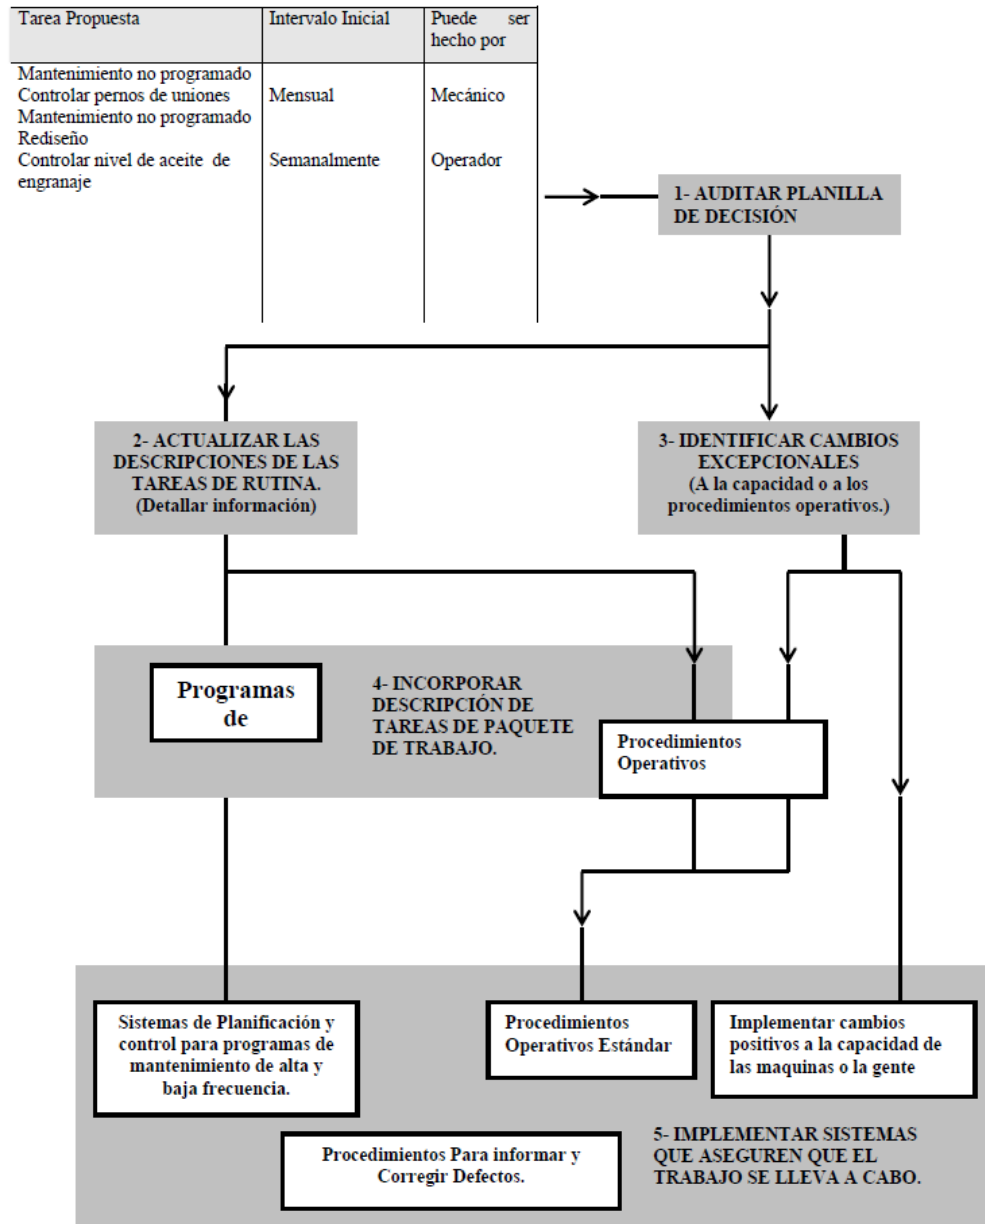 Tarea Propuesta
Intervalo Inicial
Puede ser
hecho por
Mantenimiento no programado
Controlar pernos de uniones
Mensual
Mecánico
Mantenimiento no programado
Rediseño
Controlar nivel de aceite de
engranaje
Semanalmente
Operador
1- AUDITAR PLANILLA
DE DECISIÓN
2- ACTUALIZAR LAS
DESCRIPCIONES DE LAS
TAREAS DE RUTINA.
(Detallar información)
3- IDENTIFICAR CAMBIOS
EXCEPCIONALES
(A la capacidad o a los
procedimientos operativos.)
Programas
de
4- INCORPORAR
DESCRIPCIÓN DE
TAREAS DE PAQUETE
DE TRABAJO.
Procedimientos
Operativos
Sistemas de Planificación y
control para programas de
mantenimiento de alta y
baja frecuencia.
Procedimientos
Operativos Estándar
Implementar cambios
positivos a la capacidad de
las maquinas o la gente
Procedimientos Para informar y
Corregir Defectos.
5- IMPLEMENTAR SISTEMAS
QUE ASEGUREN QUE EL
TRABAJO SE LLEVA A CABO.